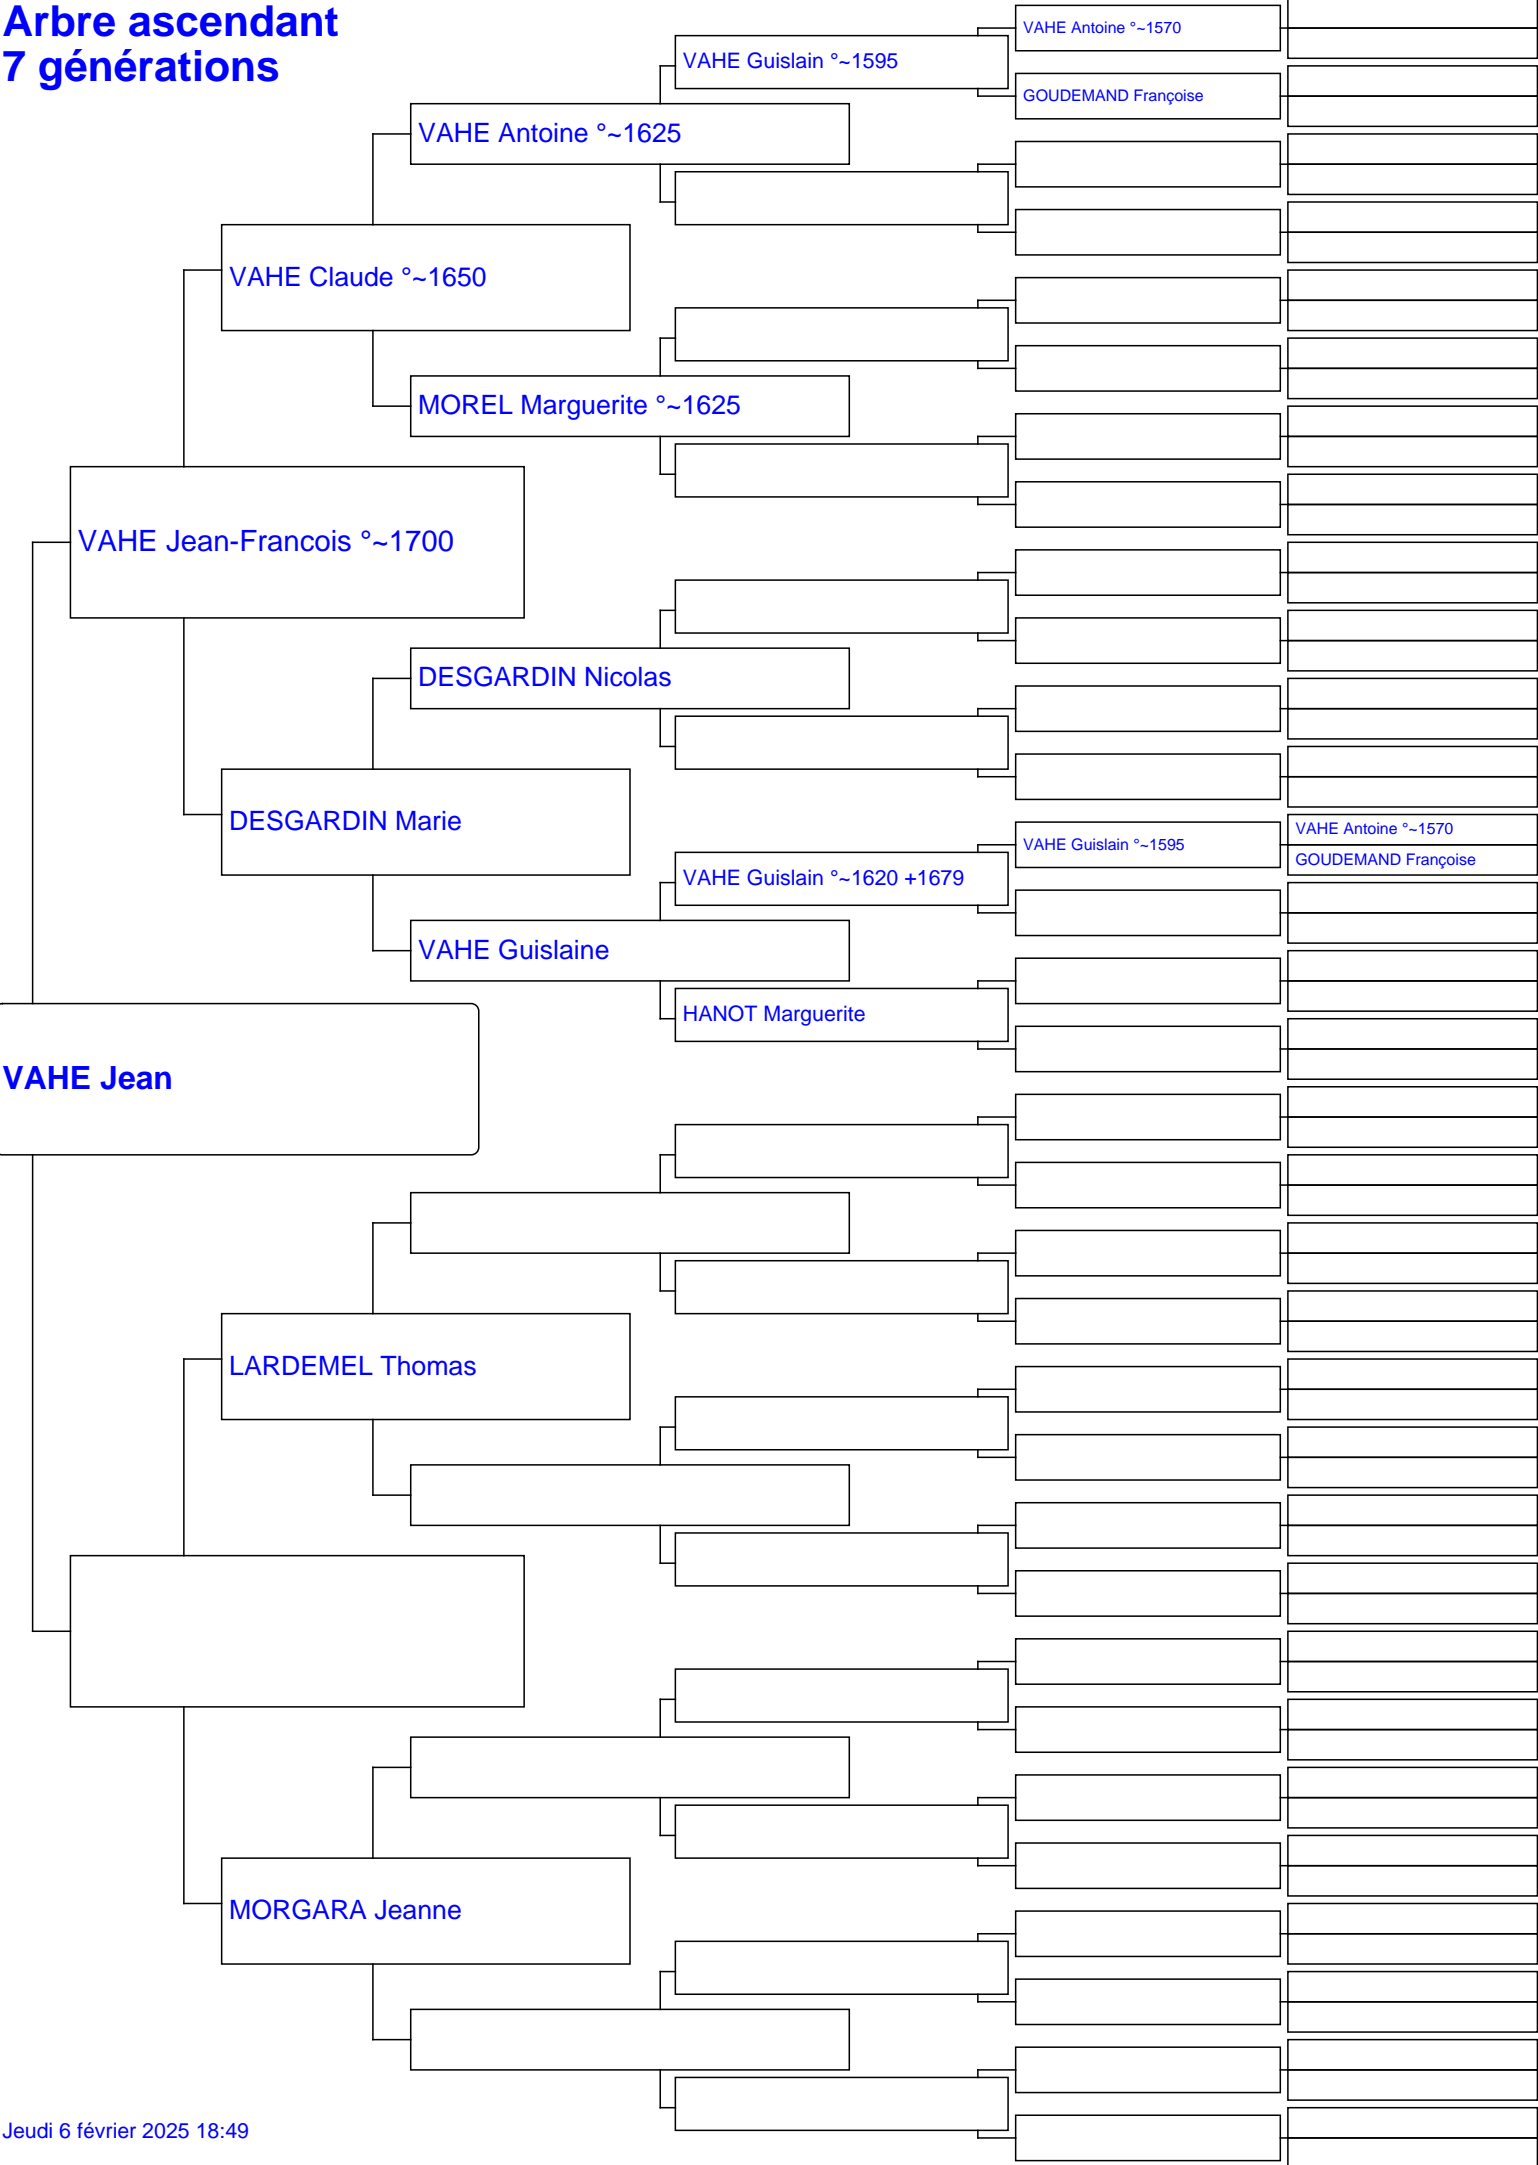 Arbre ascendant
7 générations
VAHE Antoine °~1570
VAHE Guislain °~1595
GOUDEMAND Françoise
VAHE Antoine °~1625
VAHE Claude °~1650
MOREL Marguerite °~1625
VAHE Jean-Francois °~1700
DESGARDIN Nicolas
DESGARDIN Marie
VAHE Antoine °~1570
VAHE Guislain °~1595
GOUDEMAND Françoise
VAHE Guislain °~1620 +1679
VAHE Guislaine
HANOT Marguerite
VAHE Jean
LARDEMEL Thomas
MORGARA Jeanne
Jeudi 6 février 2025 18:49